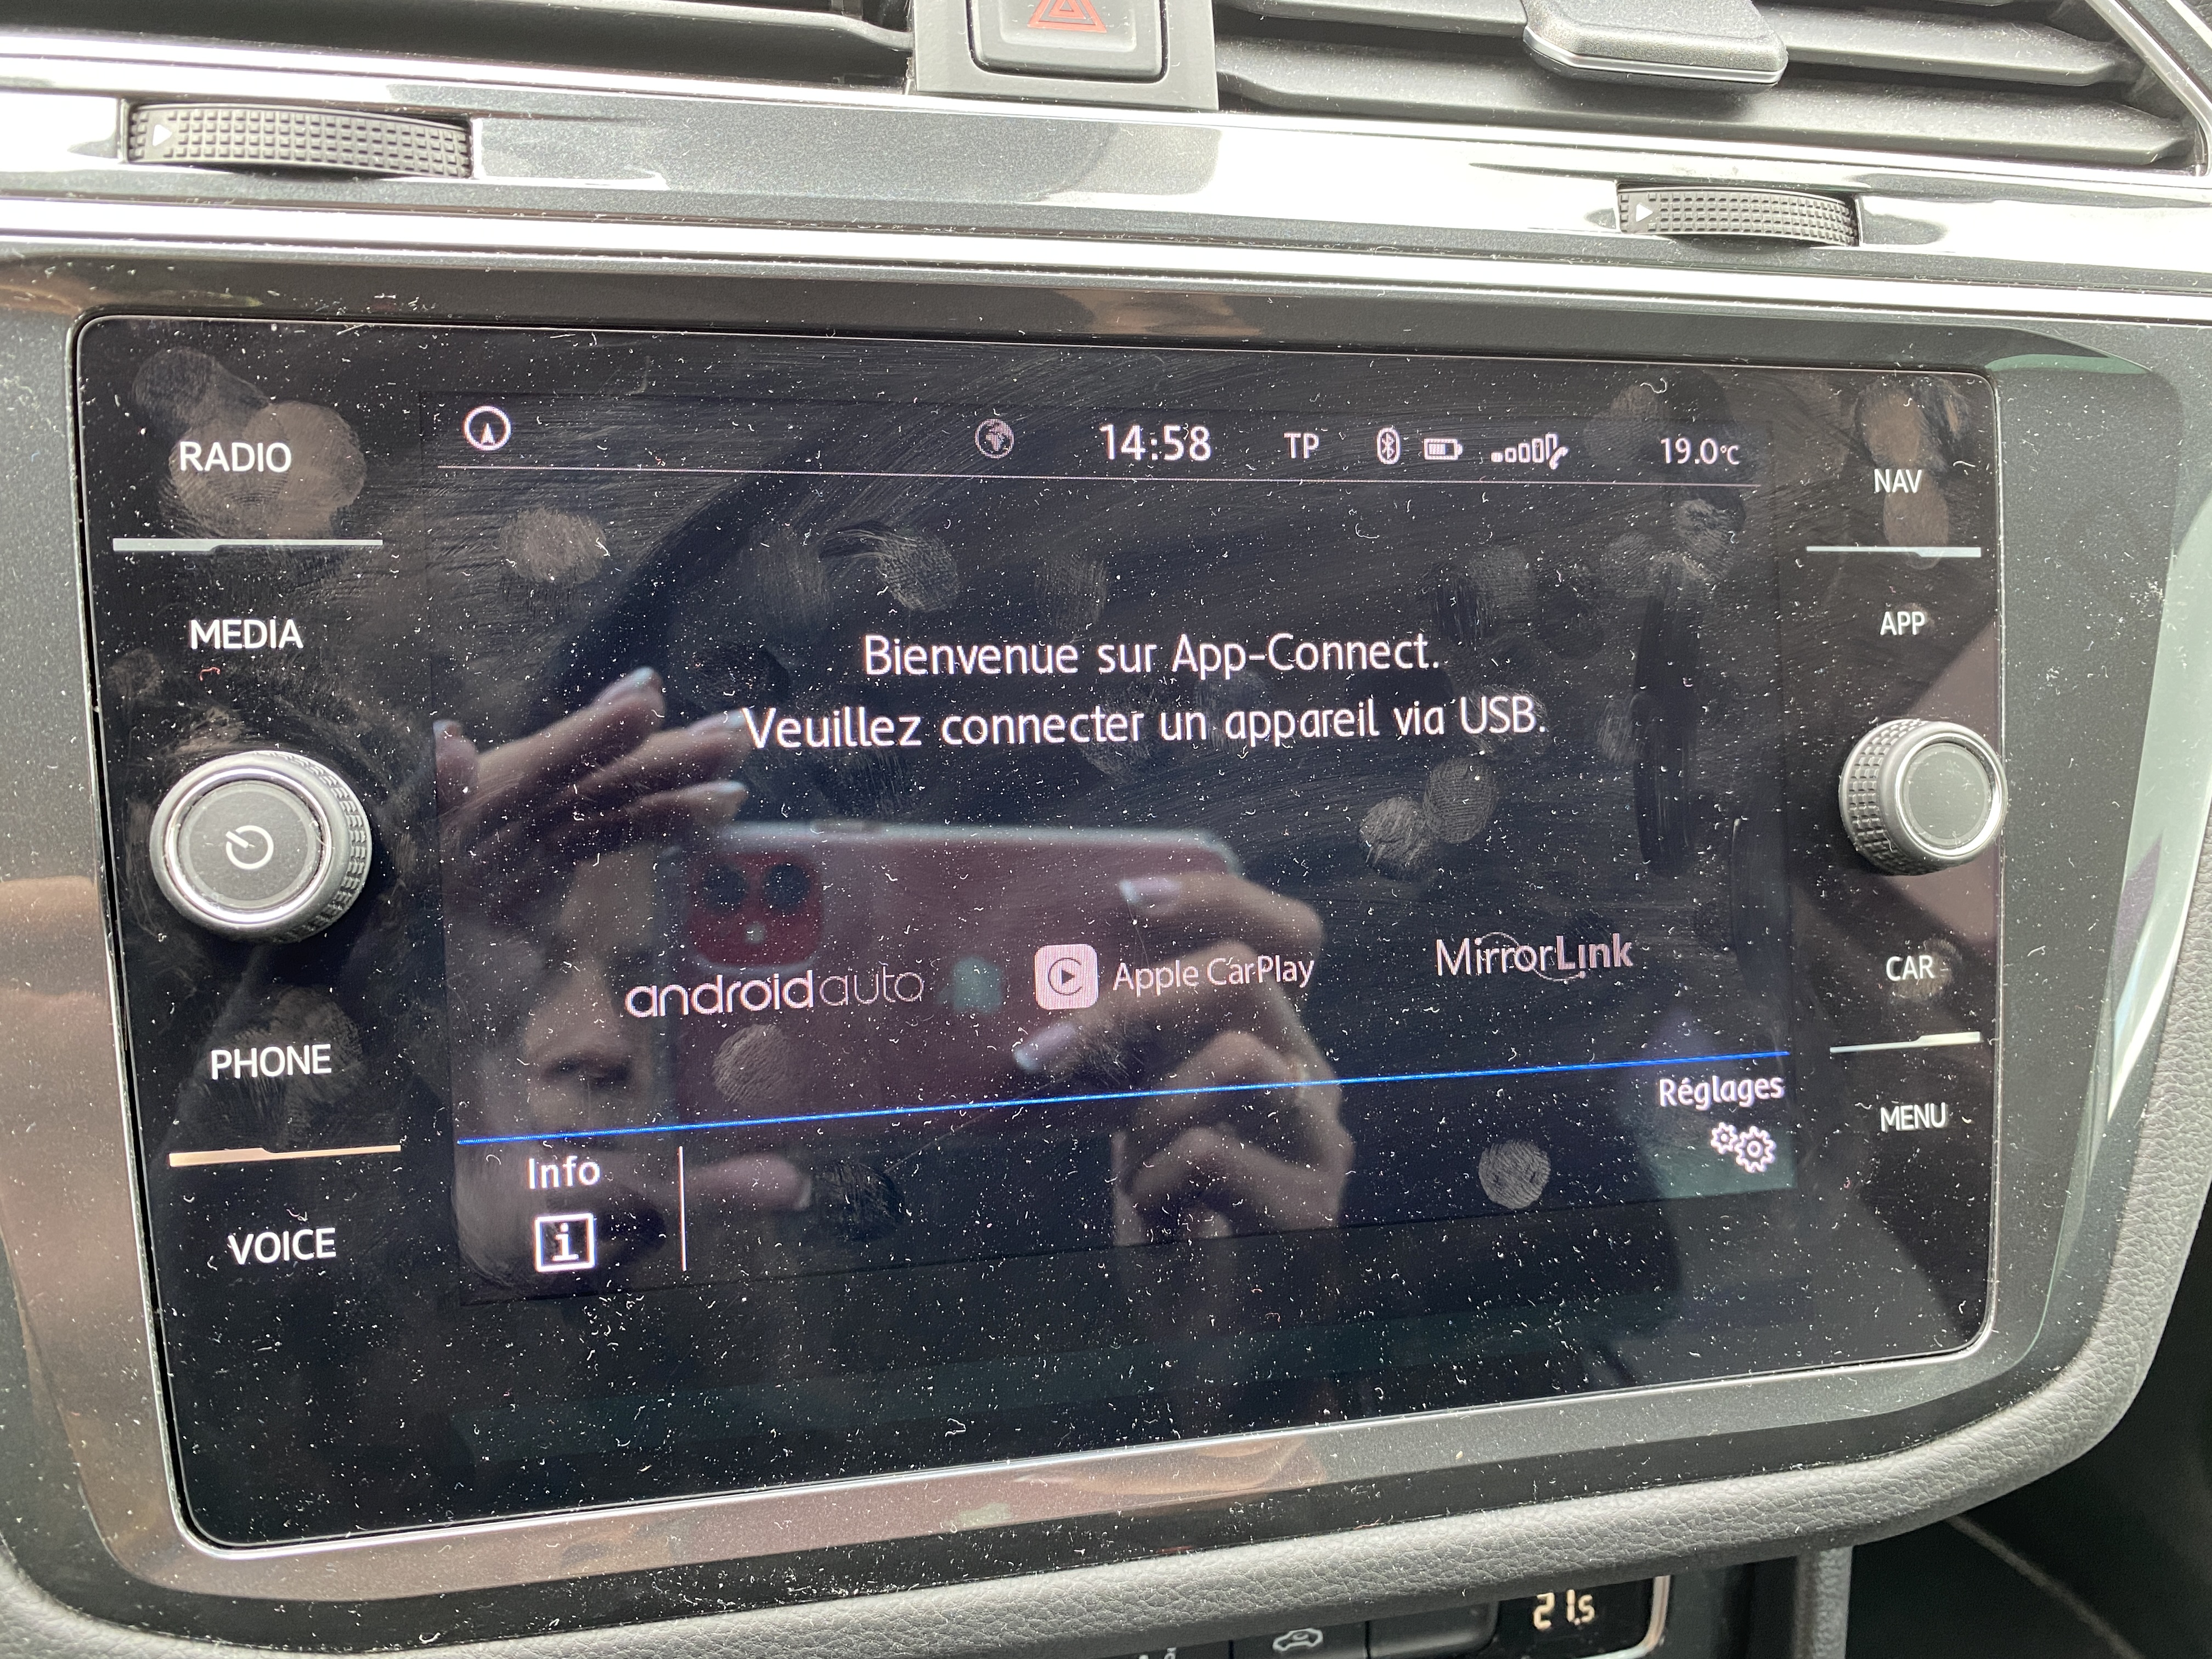 14:58 TP 19.0°C
RADIO
NAV
MEDIA
APP
Bienvenue sur App-Connect.
Veuillez connecter un appareil via USB.
androidauto Apple CarPlay MirrorLink
CAR
PHONE
Réglages
MENU
Info
i
VOICE
21.5